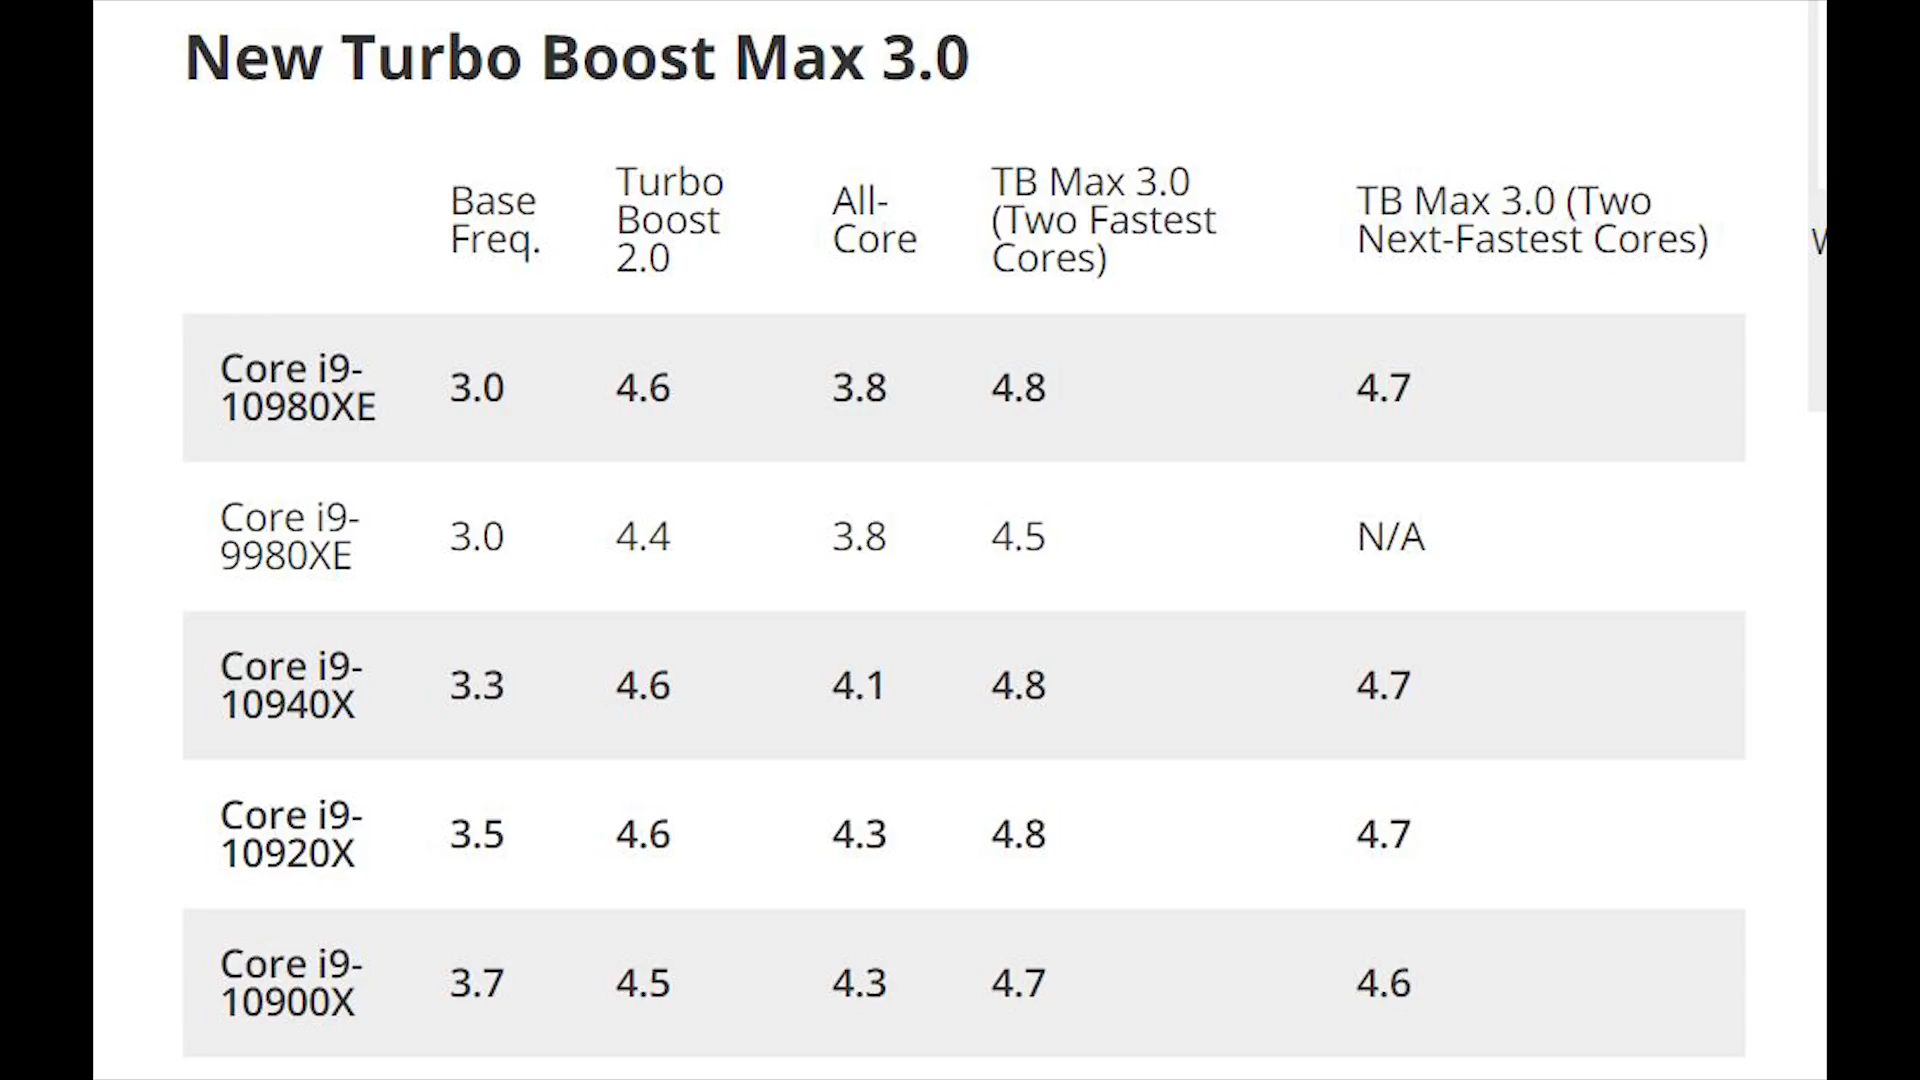 New Turbo Boost Max 3.0
Base Freq.
Turbo Boost 2.0
All-Core
TB Max 3.0 (Two Fastest Cores)
TB Max 3.0 (Two Next-Fastest Cores)
Core i9-10980XE 3.0 4.6 3.8 4.8 4.7
Core i9-9980XE 3.0 4.4 3.8 4.5 N/A
Core i9-10940X 3.3 4.6 4.1 4.8 4.7
Core i9-10920X 3.5 4.6 4.3 4.8 4.7
Core i9-10900X 3.7 4.5 4.3 4.7 4.6